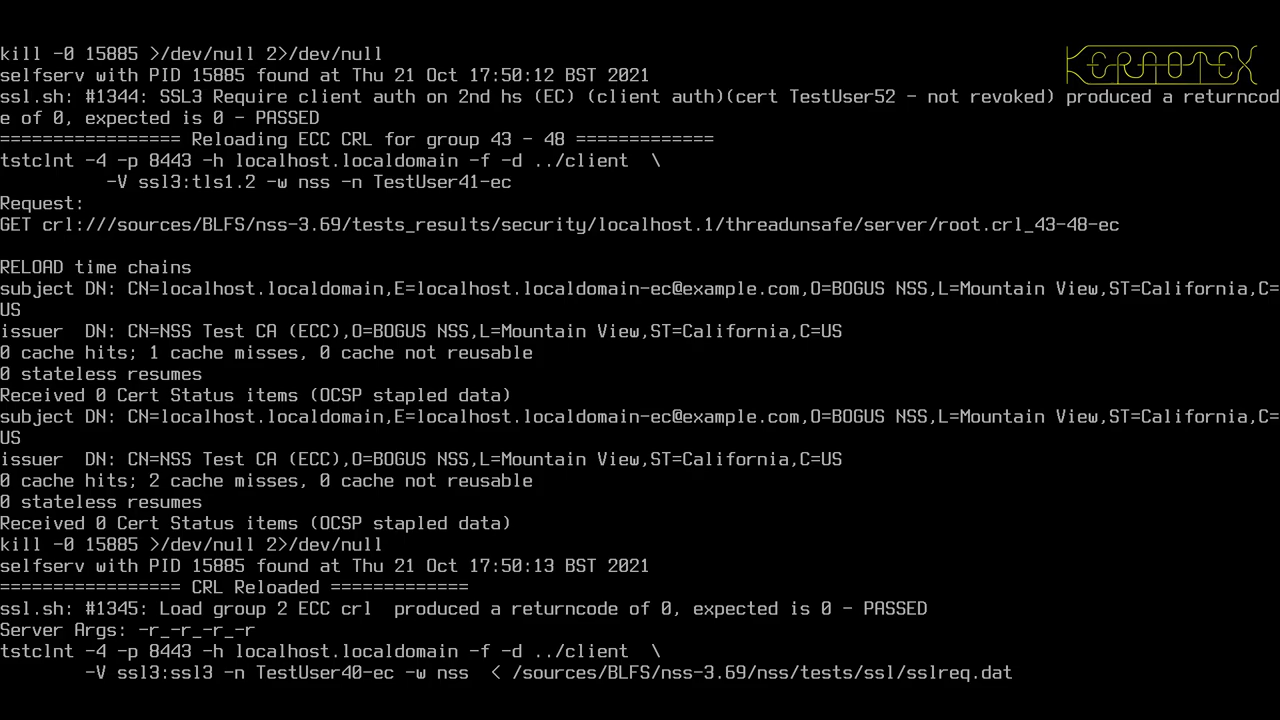 KERNOTEX
kill -0 15885 >/dev/null 2>/dev/null
selfserv with PID 15885 found at Thu 21 Oct 17:50:12 BST 2021
ssl.sh: #1344: SSL3 Require client auth on 2nd hs (EC) (client auth)(cert TestUser52 - not revoked) produced a returncod
e of 0, expected is 0 - PASSED
================= Reloading ECC CRL for group 43 - 48 =============
tstclnt -4 -p 8443 -h localhost.localdomain -f -d ../client  \
          -V ssl3:tls1.2 -w nss -n TestUser41-ec
Request:
GET crl:///sources/BLFS/nss-3.69/tests_results/security/localhost.1/threadunsafe/server/root.crl_43-48-ec

RELOAD time chains
subject DN: CN=localhost.localdomain,E=localhost.localdomain-ec@example.com,O=BOGUS NSS,L=Mountain View,ST=California,C=
US
issuer  DN: CN=NSS Test CA (ECC),O=BOGUS NSS,L=Mountain View,ST=California,C=US
0 cache hits; 1 cache misses, 0 cache not reusable
0 stateless resumes
Received 0 Cert Status items (OCSP stapled data)
subject DN: CN=localhost.localdomain,E=localhost.localdomain-ec@example.com,O=BOGUS NSS,L=Mountain View,ST=California,C=
US
issuer  DN: CN=NSS Test CA (ECC),O=BOGUS NSS,L=Mountain View,ST=California,C=US
0 cache hits; 2 cache misses, 0 cache not reusable
0 stateless resumes
Received 0 Cert Status items (OCSP stapled data)
kill -0 15885 >/dev/null 2>/dev/null
selfserv with PID 15885 found at Thu 21 Oct 17:50:13 BST 2021
================= CRL Reloaded =============
ssl.sh: #1345: Load group 2 ECC crl  produced a returncode of 0, expected is 0 - PASSED
Server Args: -r_-r_-r_-r
tstclnt -4 -p 8443 -h localhost.localdomain -f -d ../client  \
        -V ssl3:ssl3 -n TestUser40-ec -w nss  < /sources/BLFS/nss-3.69/nss/tests/ssl/sslreq.dat